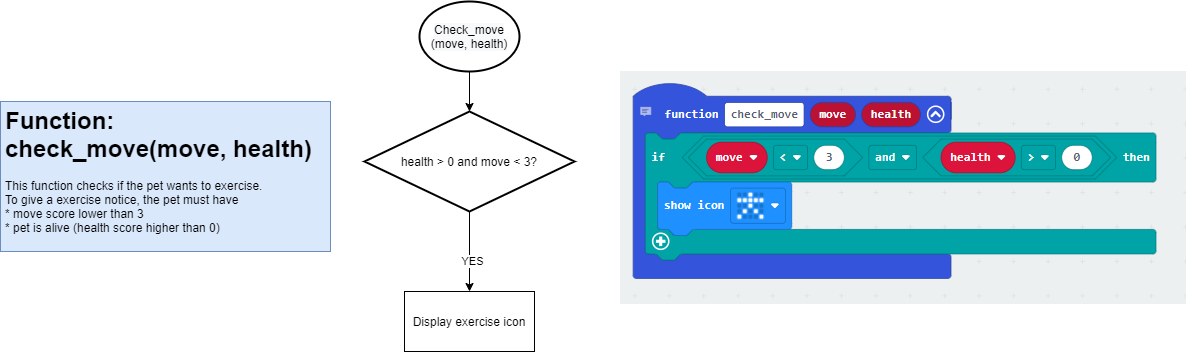 Function:
check_move(move, health)
This function checks if the pet wants to exercise.
To give a exercise notice, the pet must have
* move score lower than 3
* pet is alive (health score higher than 0)
Check_move
(move, health)
health > 0 and move < 3?
YES
Display exercise icon
function check_move move health
if move < 3 and health > 0 then
show icon